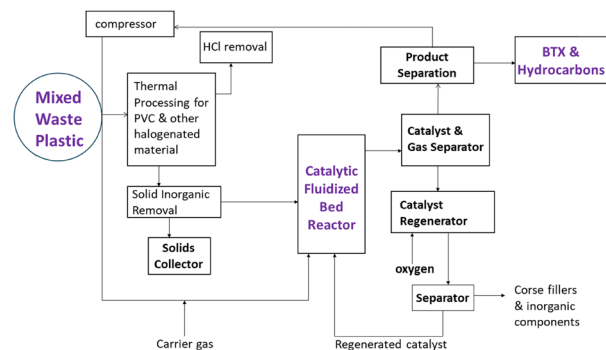 compressor
HCl removal
Product
Separation
BTX &
Hydrocarbons
Mixed
Waste
Plastic
Thermal
Processing for
PVC & other
halogenated
material
Catalyst &
Gas Separator
Catalytic
Fluidized
Bed
Reactor
Solid Inorganic
Removal
Catalyst
Regenerator
Solids
Collector
oxygen
Separator
Corse fillers
& inorganic
components
Carrier gas
Regenerated catalyst